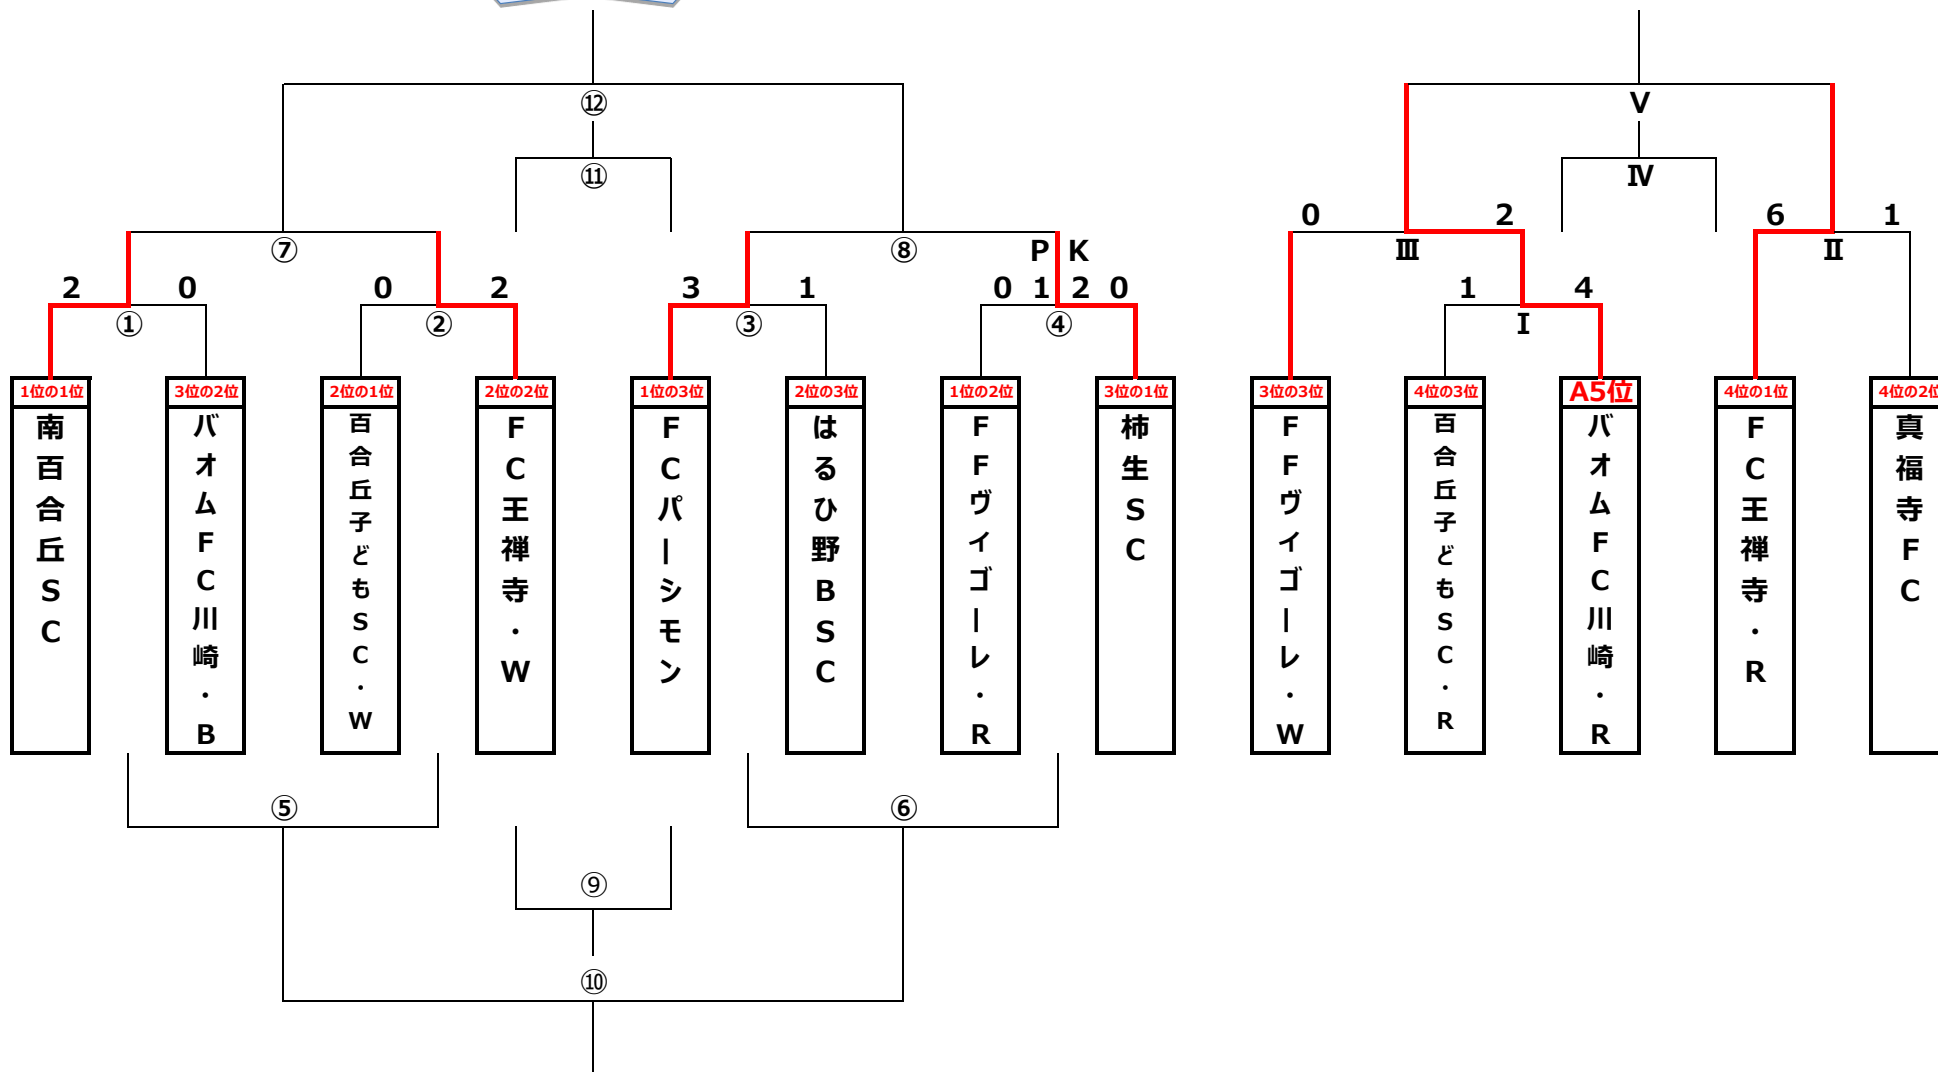 ⑫
Ⅴ
⑪
Ⅳ
0 2
6 1
⑦
⑧
Ⅲ
Ⅱ
PK
2 0
0 2
3 1
0 1 2 0
1 4
①
②
③
④
Ⅰ
1位の1位
3位の2位
2位の1位
2位の2位
1位の3位
2位の3位
1位の2位
3位の1位
3位の3位
4位の3位
A5位
4位の1位
4位の2位
南百合丘SC
バオムFC川崎・B
百合丘子どもSC・W
FC王禅寺・W
FCパーシモン
はるひ野BSC
FFヴィゴーレ・R
柿生SC
FFヴィゴーレ・W
百合丘子どもSC・R
バオムFC川崎・R
FC王禅寺・R
真福寺FC
⑤
⑥
⑨
⑩